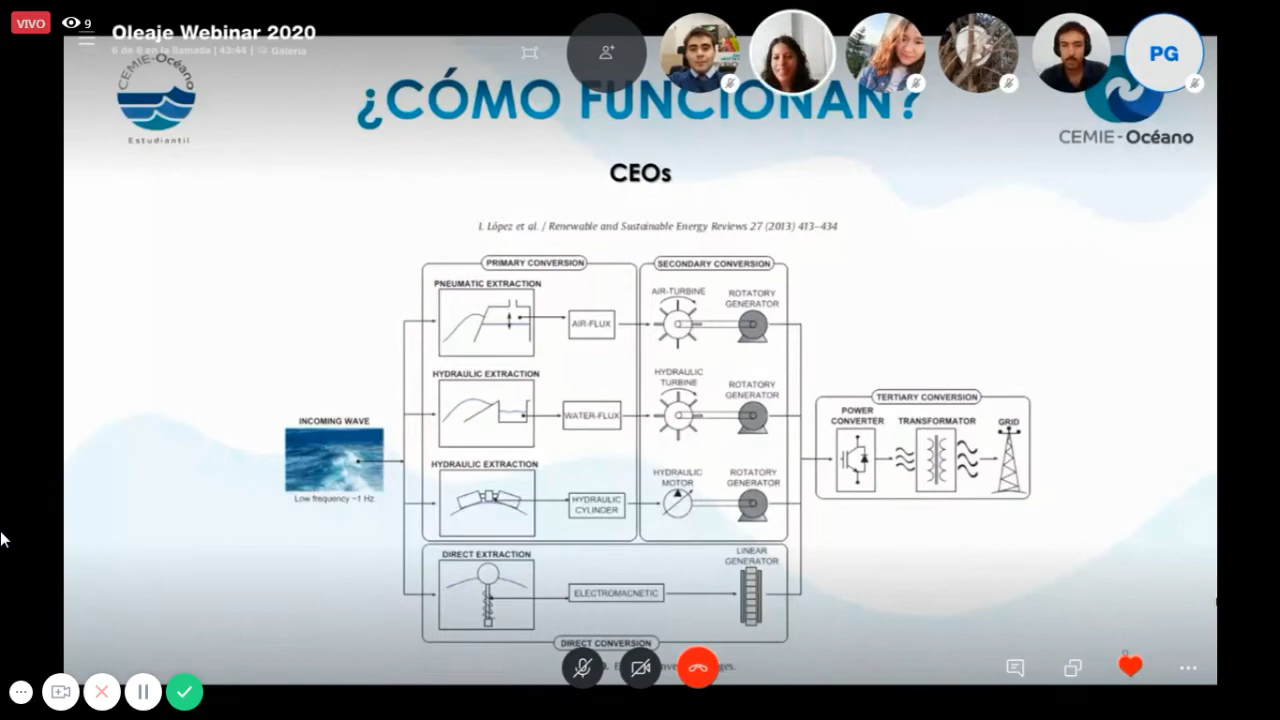 VIVO
9
Oleaje Webinar 2020
6 de 6 en la llamada | 43:44 | Galería
PG
CEMIE-Océano
Estudiantil
¿CÓMO FUNCIONAN?
CEMIE-Océano
CEOs
I. López et al. / Renewable and Sustainable Energy Reviews 27 (2013) 413–434
PRIMARY CONVERSION
SECONDARY CONVERSION
PNEUMATIC EXTRACTION
AIR-FLUX
AIR-TURBINE
ROTATORY
GENERATOR
HYDRAULIC EXTRACTION
WATER-FLUX
HYDRAULIC
TURBINE
ROTATORY
GENERATOR
INCOMING WAVE
Low frequency ~1 Hz
HYDRAULIC EXTRACTION
HYDRAULIC
CYLINDER
HYDRAULIC
MOTOR
ROTATORY
GENERATOR
TERTIARY CONVERSION
POWER
CONVERTER
TRANSFORMATOR
GRID
DIRECT EXTRACTION
ELECTROMACNETIC
LINEAR
GENERATOR
DIRECT CONVERSION